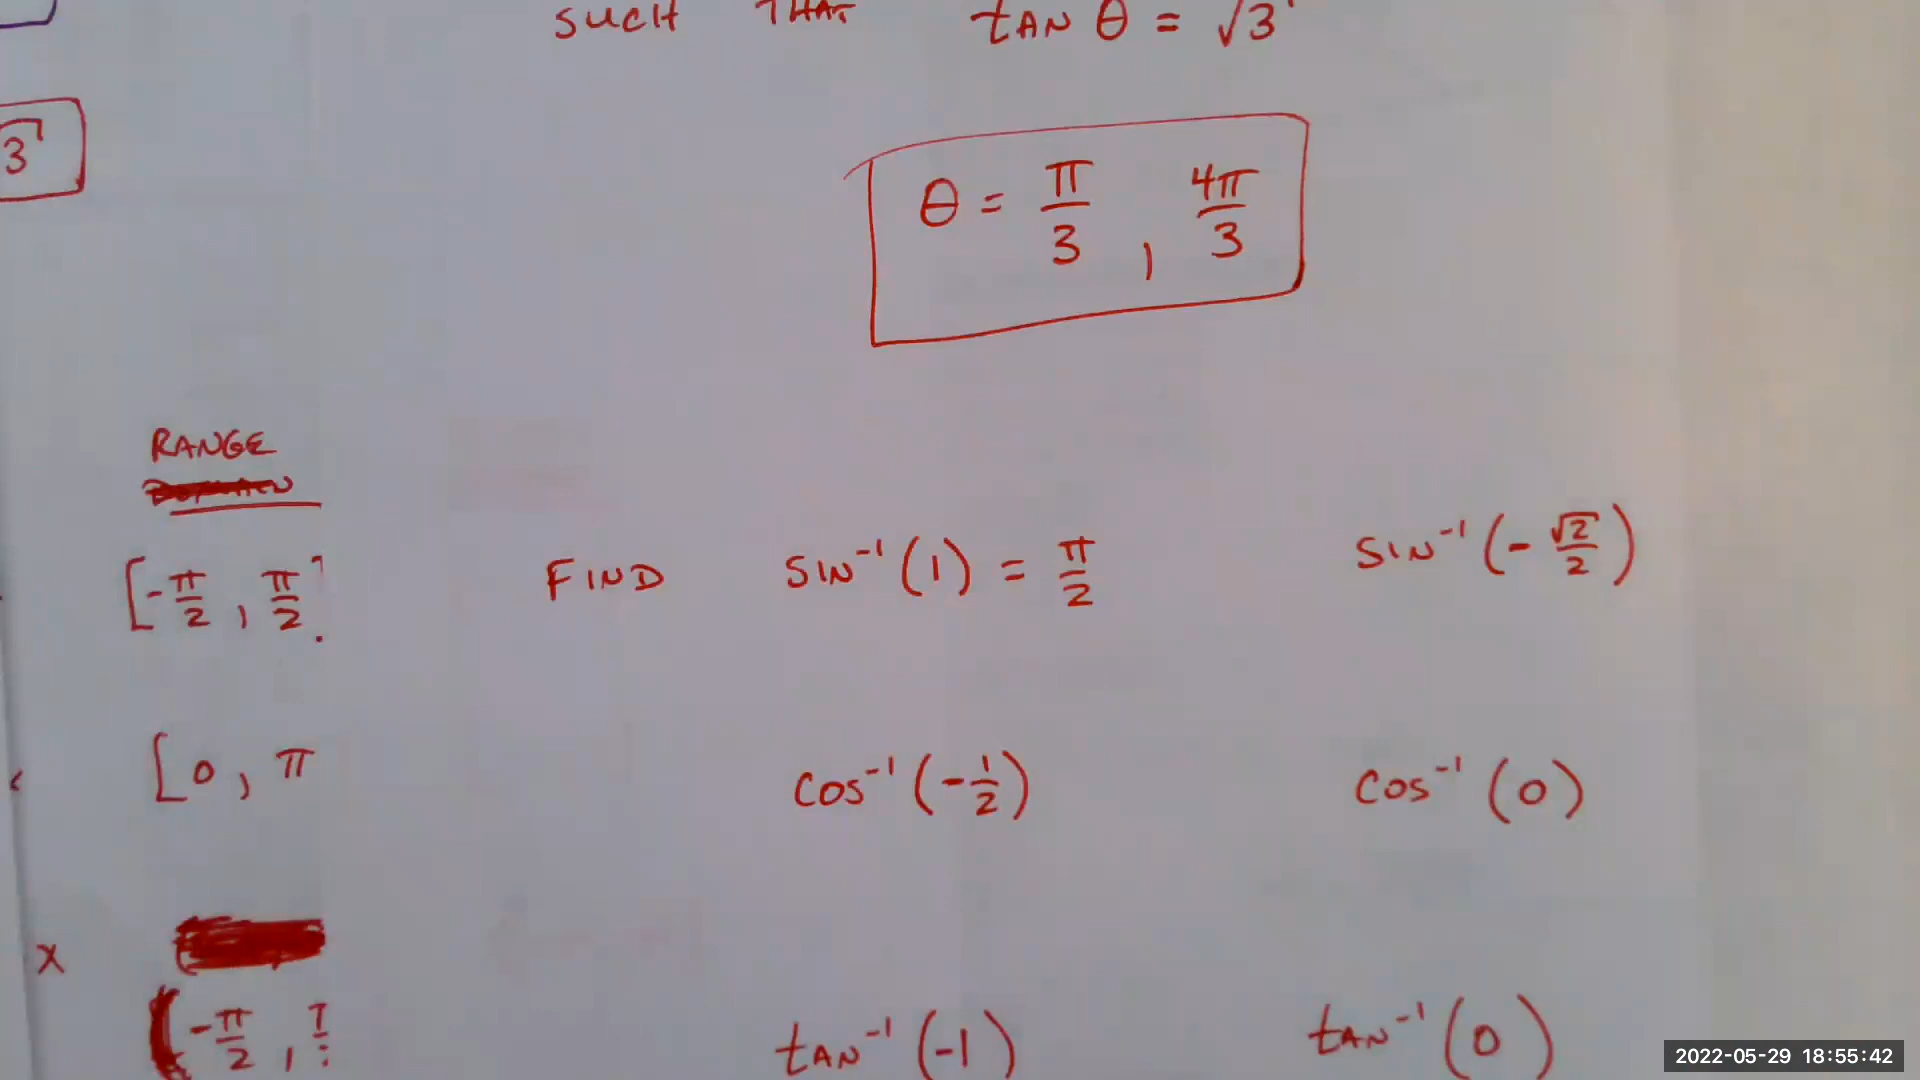 SUCH THAT tan θ = √3
3
θ = π/3 , 4π/3
RANGE
[-π/2 , π/2]
FIND sin⁻¹(1) = π/2
sin⁻¹(-√2/2)
[0, π
cos⁻¹(-1/2)
cos⁻¹(0)
x
(-π/2 ,
tan⁻¹(-1)
tan⁻¹(0)
2022-05-29 18:55:42